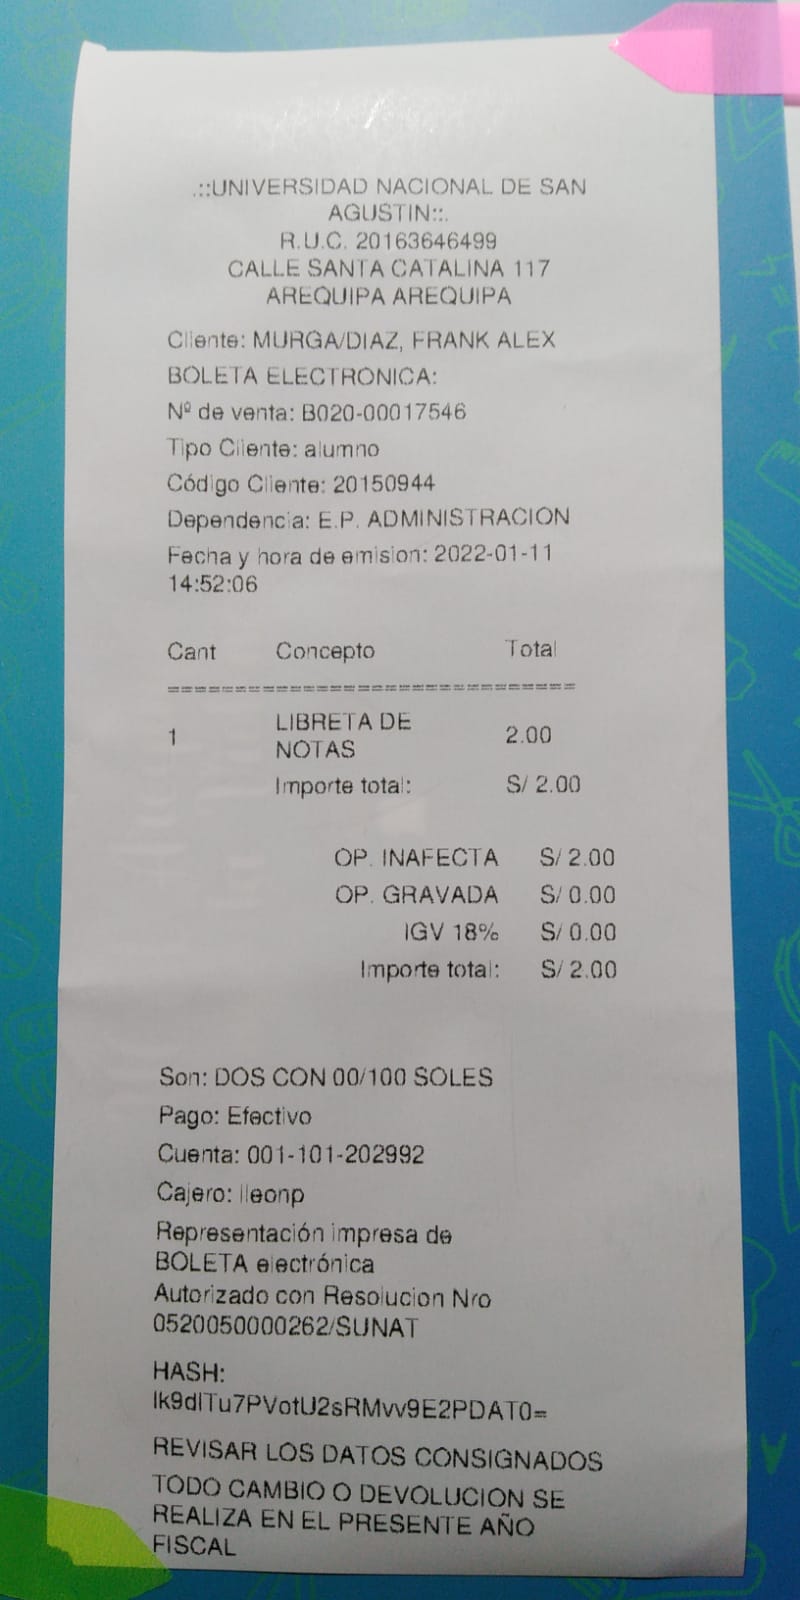 .::UNIVERSIDAD NACIONAL DE SAN
AGUSTIN::.
R.U.C. 20163646499
CALLE SANTA CATALINA 117
AREQUIPA AREQUIPA
Cliente: MURGA/DIAZ, FRANK ALEX
BOLETA ELECTRONICA:
Nº de venta: B020-00017546
Tipo Cliente: alumno
Código Cliente: 20150944
Dependencia: E.P. ADMINISTRACION
Fecha y hora de emision: 2022-01-11
14:52:06
Cant Concepto Total
==============================
1 LIBRETA DE NOTAS 2.00
Importe total: S/ 2.00
OP. INAFECTA S/ 2.00
OP. GRAVADA S/ 0.00
IGV 18% S/ 0.00
Importe total: S/ 2.00
Son: DOS CON 00/100 SOLES
Pago: Efectivo
Cuenta: 001-101-202992
Cajero: lleonp
Representación impresa de
BOLETA electrónica
Autorizado con Resolucion Nro
0520050000262/SUNAT
HASH:
lk9dlTu7PVotU2sRMvv9E2PDAT0=
REVISAR LOS DATOS CONSIGNADOS
TODO CAMBIO O DEVOLUCION SE
REALIZA EN EL PRESENTE AÑO
FISCAL